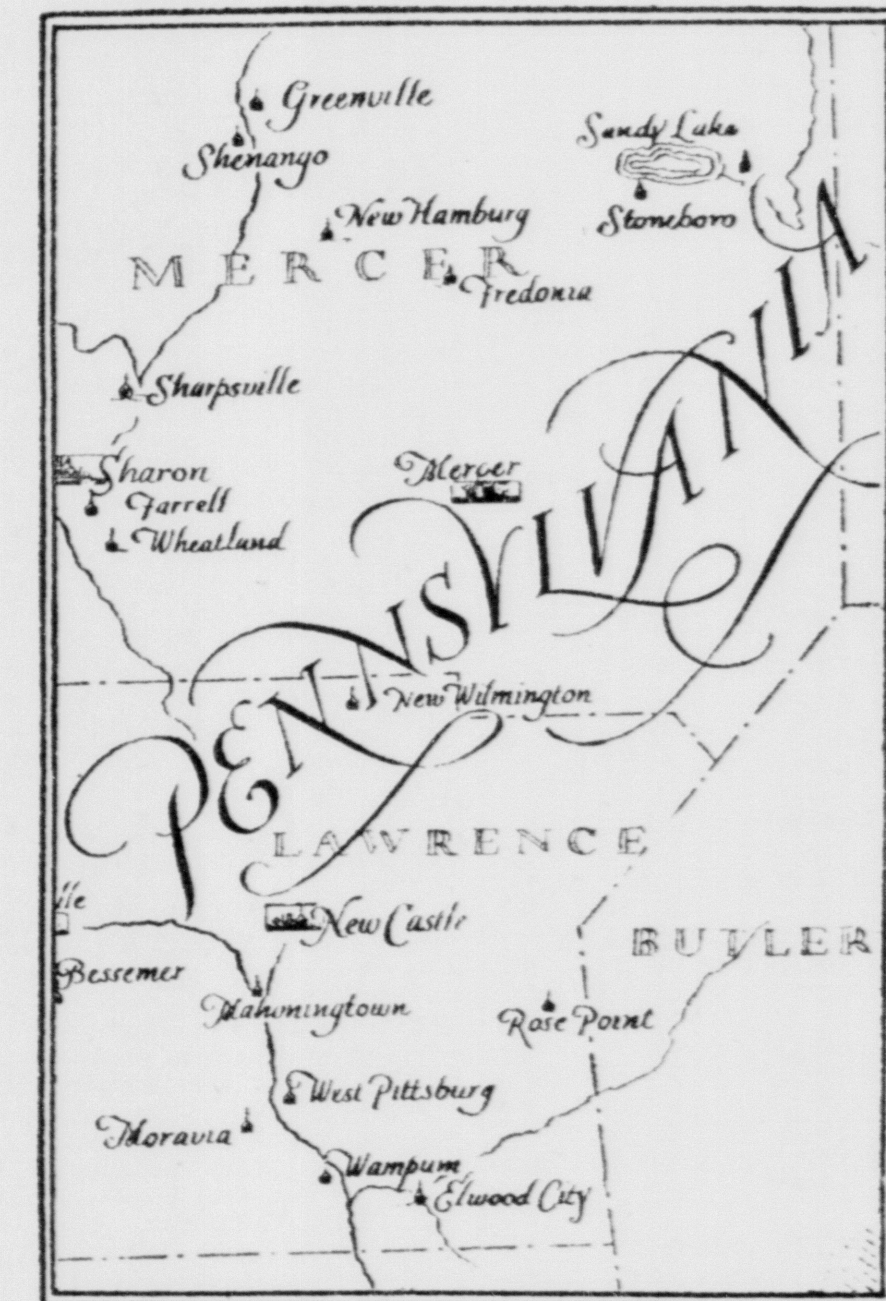 Greenville
Sandy Lake
Shenango
New Hamburg
Stoneboro
MERCER
Fredonia
Sharpsville
Mercer
Sharon
Farrell
Wheatland
PENNSYLVANIA
New Wilmington
LAWRENCE
lle
New Castle
BUTLER
Bessemer
Mahoningtown
Rose Point
West Pittsburg
Moravia
Wampum
Elwood City